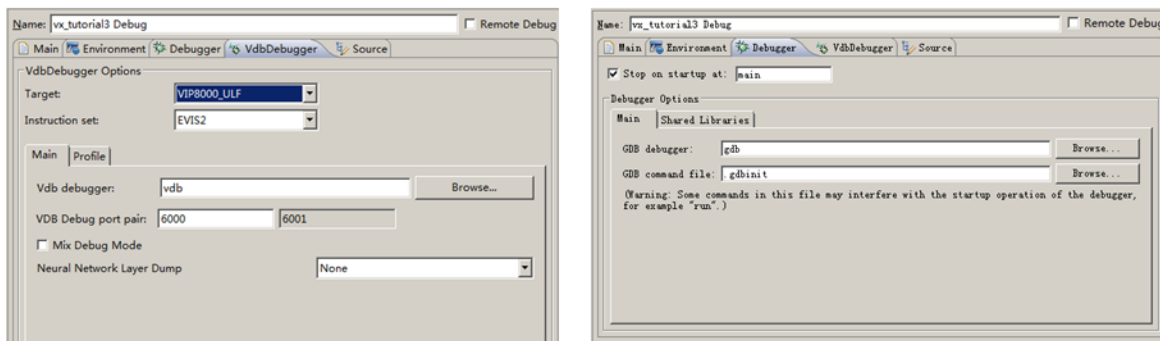 Name: vx_tutorial3 Debug Remote Debug
Main Environment Debugger VdbDebugger Source
VdbDebugger Options
Target: VIP8000_ULF
Instruction set: EVIS2
Main Profile
Vdb debugger: vdb Browse...
VDB Debug port pair: 6000 6001
Mix Debug Mode
Neural Network Layer Dump None
Name: vx_tutorial3 Debug Remote Debug
Main Environment Debugger VdbDebugger Source
Stop on startup at: main
Debugger Options
Main Shared Libraries
GDB debugger: gdb Browse...
GDB command file: .gdbinit Browse...
(Warning: Some commands in this file may interfere with the startup operation of the debugger,
for example "run".)